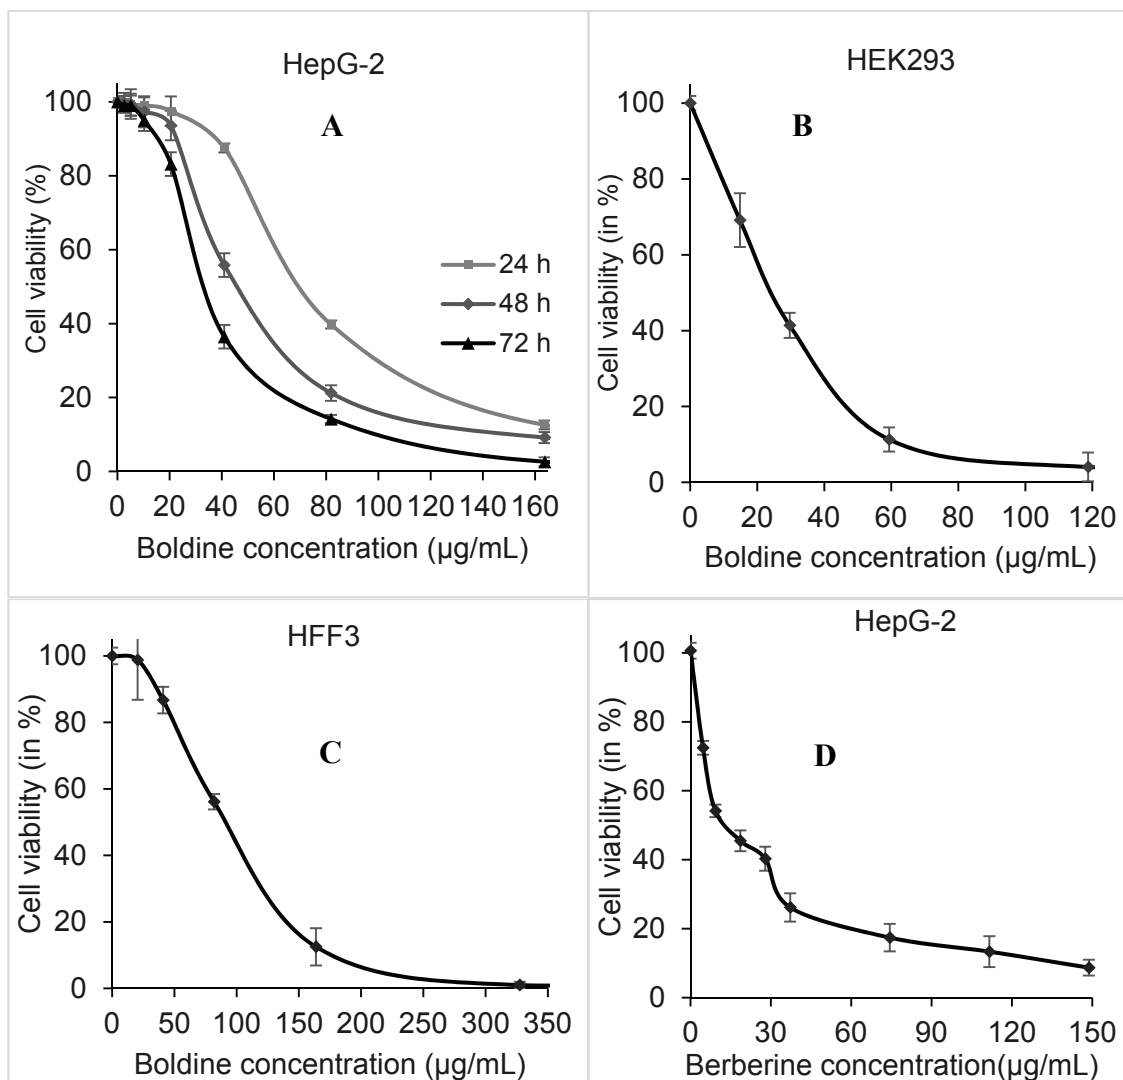 HepG-2
A
Cell viability (%)
100
80
60
40
20
0
24 h
48 h
72 h
0 20 40 60 80 100 120 140 160
Boldine concentration (µg/mL)
HEK293
B
Cell viability (in %)
100
80
60
40
20
0
0 20 40 60 80 100 120
Boldine concentration (µg/mL)
HFF3
C
Cell viability (in %)
100
80
60
40
20
0
0 50 100 150 200 250 300 350
Boldine concentration (µg/mL)
HepG-2
D
Cell viability (in %)
100
80
60
40
20
0
0 30 60 90 120 150
Berberine concentration(µg/mL)